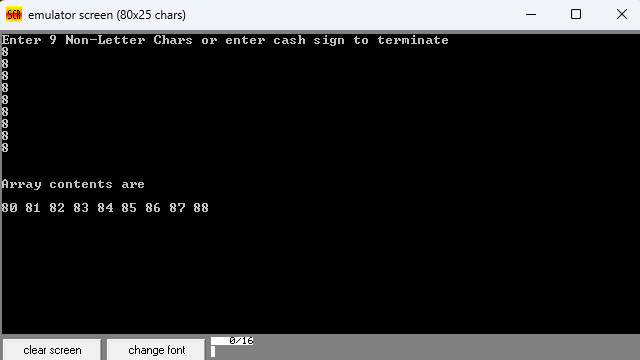 SCR emulator screen (80x25 chars)
Enter 9 Non-Letter Chars or enter cash sign to terminate
8
8
8
8
8
8
8
8
8
Array contents are
80 81 82 83 84 85 86 87 88
clear screen
change font
0/16